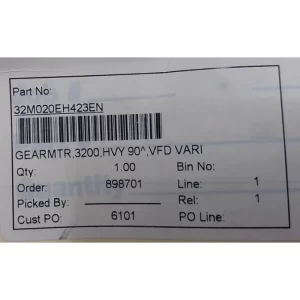 Part No:
32M020EH423EN
GEARMTR,3200,HVY 90^,VFD VARI
Qty: 1.00 Bin No:
Order: 898701 Line: 1
Picked By: Rel: 1
Cust PO: 6101 PO Line: